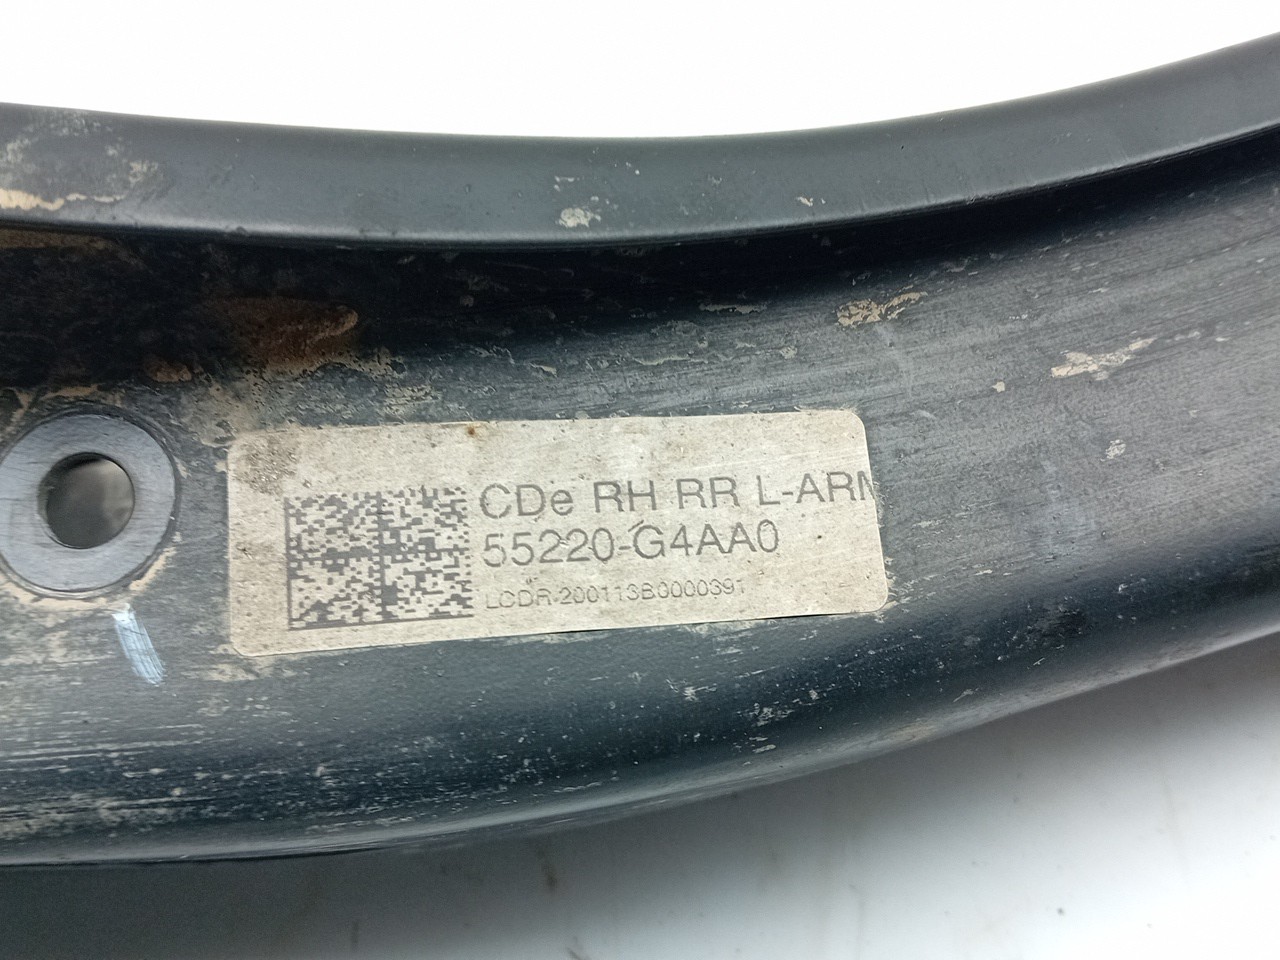 CDe RH RR L-ARM
55220-G4AA0
LCDR-200113B0000391